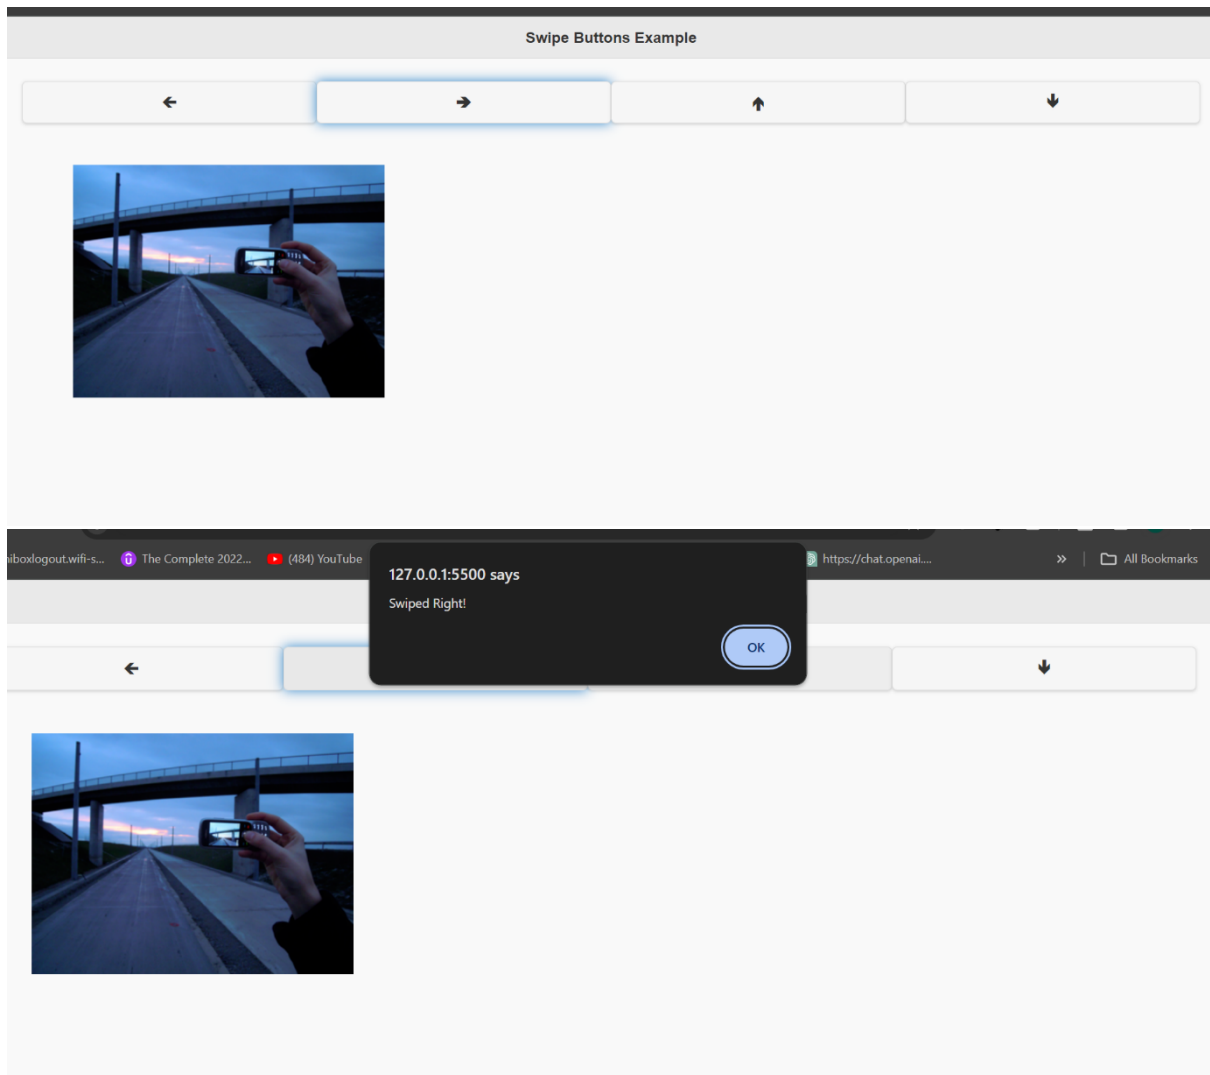 Swipe Buttons Example
niboxlogout.wifi-s...
The Complete 2022...
(484) YouTube
https://chat.openai....
»
All Bookmarks
127.0.0.1:5500 says
Swiped Right!
OK